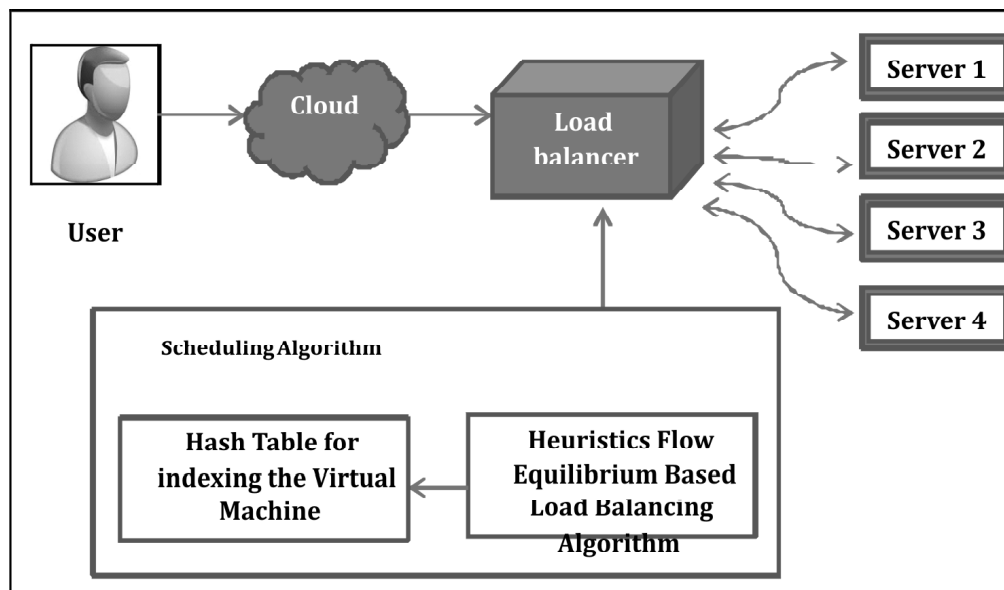 Cloud
Load
balancer
User
Server 1
Server 2
Server 3
Server 4
Scheduling Algorithm
Hash Table for
indexing the Virtual
Machine
Heuristics Flow
Equilibrium Based
Load Balancing
Algorithm